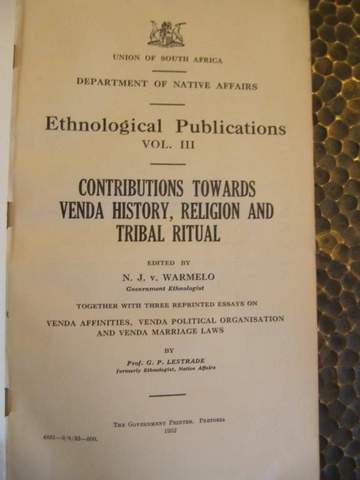 UNION OF SOUTH AFRICA
DEPARTMENT OF NATIVE AFFAIRS
Ethnological Publications
VOL. III
CONTRIBUTIONS TOWARDS
VENDA HISTORY, RELIGION AND
TRIBAL RITUAL
EDITED BY
N. J. v. WARMELO
Government Ethnologist
TOGETHER WITH THREE REPRINTED ESSAYS ON
VENDA AFFINITIES, VENDA POLITICAL ORGANISATION
AND VENDA MARRIAGE LAWS
BY
Prof. G. P. LESTRADE
formerly Ethnologist, Native Affairs
THE GOVERNMENT PRINTER, PRETORIA
1932